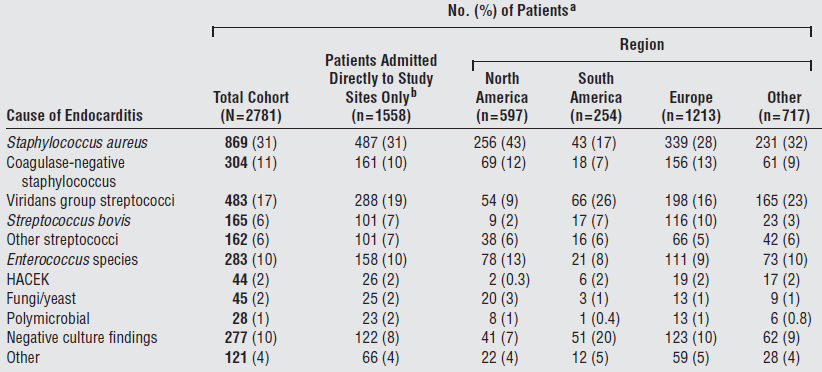 No. (%) of Patientsa
Region
Cause of Endocarditis Total Cohort (N=2781) Patients Admitted Directly to Study Sites Onlyb (n=1558) North America (n=597) South America (n=254) Europe (n=1213) Other (n=717)
Staphylococcus aureus 869 (31) 487 (31) 256 (43) 43 (17) 339 (28) 231 (32)
Coagulase-negative 304 (11) 161 (10) 69 (12) 18 (7) 156 (13) 61 (9)
staphylococcus
Viridans group streptococci 483 (17) 288 (19) 54 (9) 66 (26) 198 (16) 165 (23)
Streptococcus bovis 165 (6) 101 (7) 9 (2) 17 (7) 116 (10) 23 (3)
Other streptococci 162 (6) 101 (7) 38 (6) 16 (6) 66 (5) 42 (6)
Enterococcus species 283 (10) 158 (10) 78 (13) 21 (8) 111 (9) 73 (10)
HACEK 44 (2) 26 (2) 2 (0.3) 6 (2) 19 (2) 17 (2)
Fungi/yeast 45 (2) 25 (2) 20 (3) 3 (1) 13 (1) 9 (1)
Polymicrobial 28 (1) 23 (2) 8 (1) 1 (0.4) 13 (1) 6 (0.8)
Negative culture findings 277 (10) 122 (8) 41 (7) 51 (20) 123 (10) 62 (9)
Other 121 (4) 66 (4) 22 (4) 12 (5) 59 (5) 28 (4)